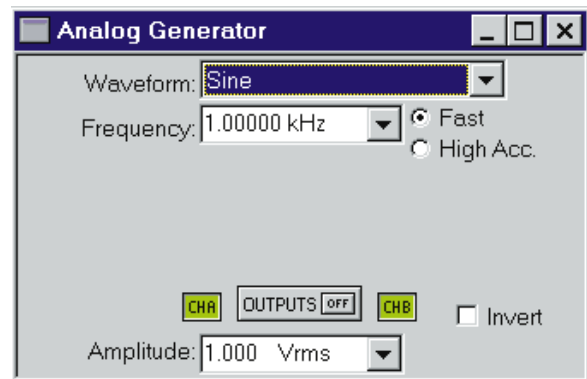 Analog Generator
Waveform: Sine
Frequency: 1.00000 kHz
Fast
High Acc.
CHA OUTPUTS OFF CHB
Invert
Amplitude: 1.000 Vrms